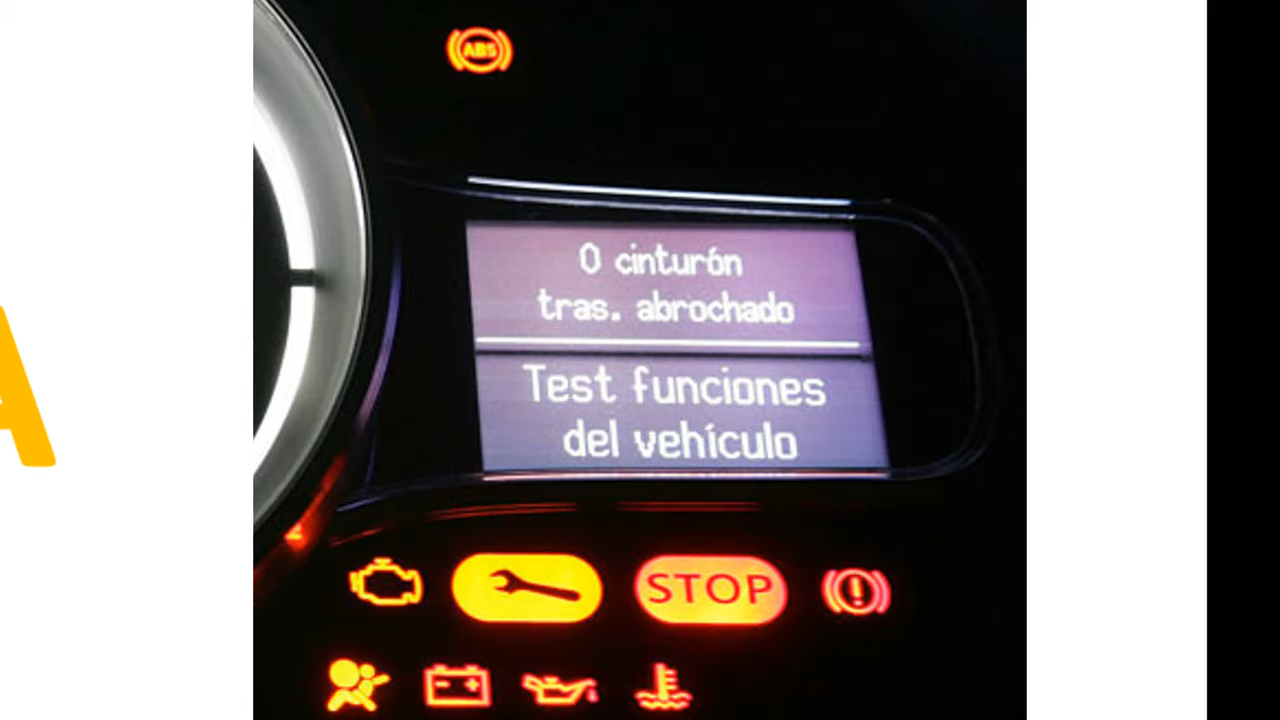 ABS
0 cinturón
tras. abrochado
Test funciones
del vehículo
STOP
A